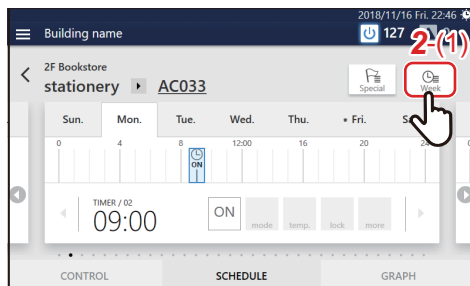 2018/11/16 Fri. 22:46
Building name
127
2-(1)
2F Bookstore
stationery AC033
Special
Week
Sun. Mon. Tue. Wed. Thu. • Fri.
0 4 8 12:00 16 20 24
ON
TIMER / 02
09:00
ON mode temp. lock more
CONTROL SCHEDULE GRAPH